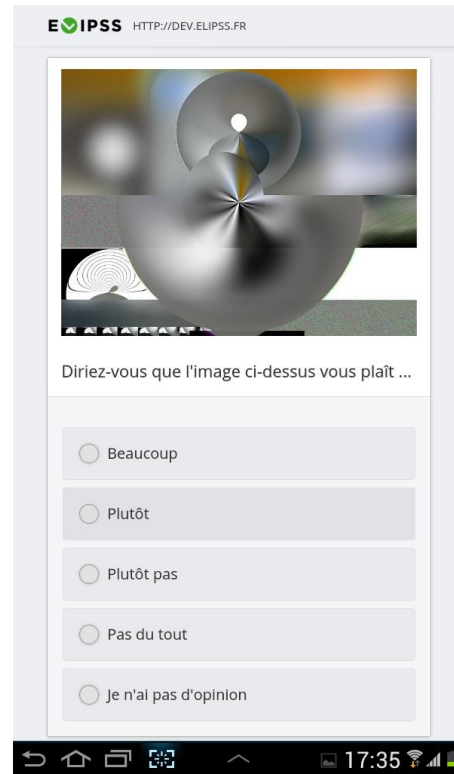 ELIPSS HTTP://DEV.ELIPSS.FR
Diriez-vous que l'image ci-dessus vous plaît ...
Beaucoup
Plutôt
Plutôt pas
Pas du tout
Je n'ai pas d'opinion
17:35